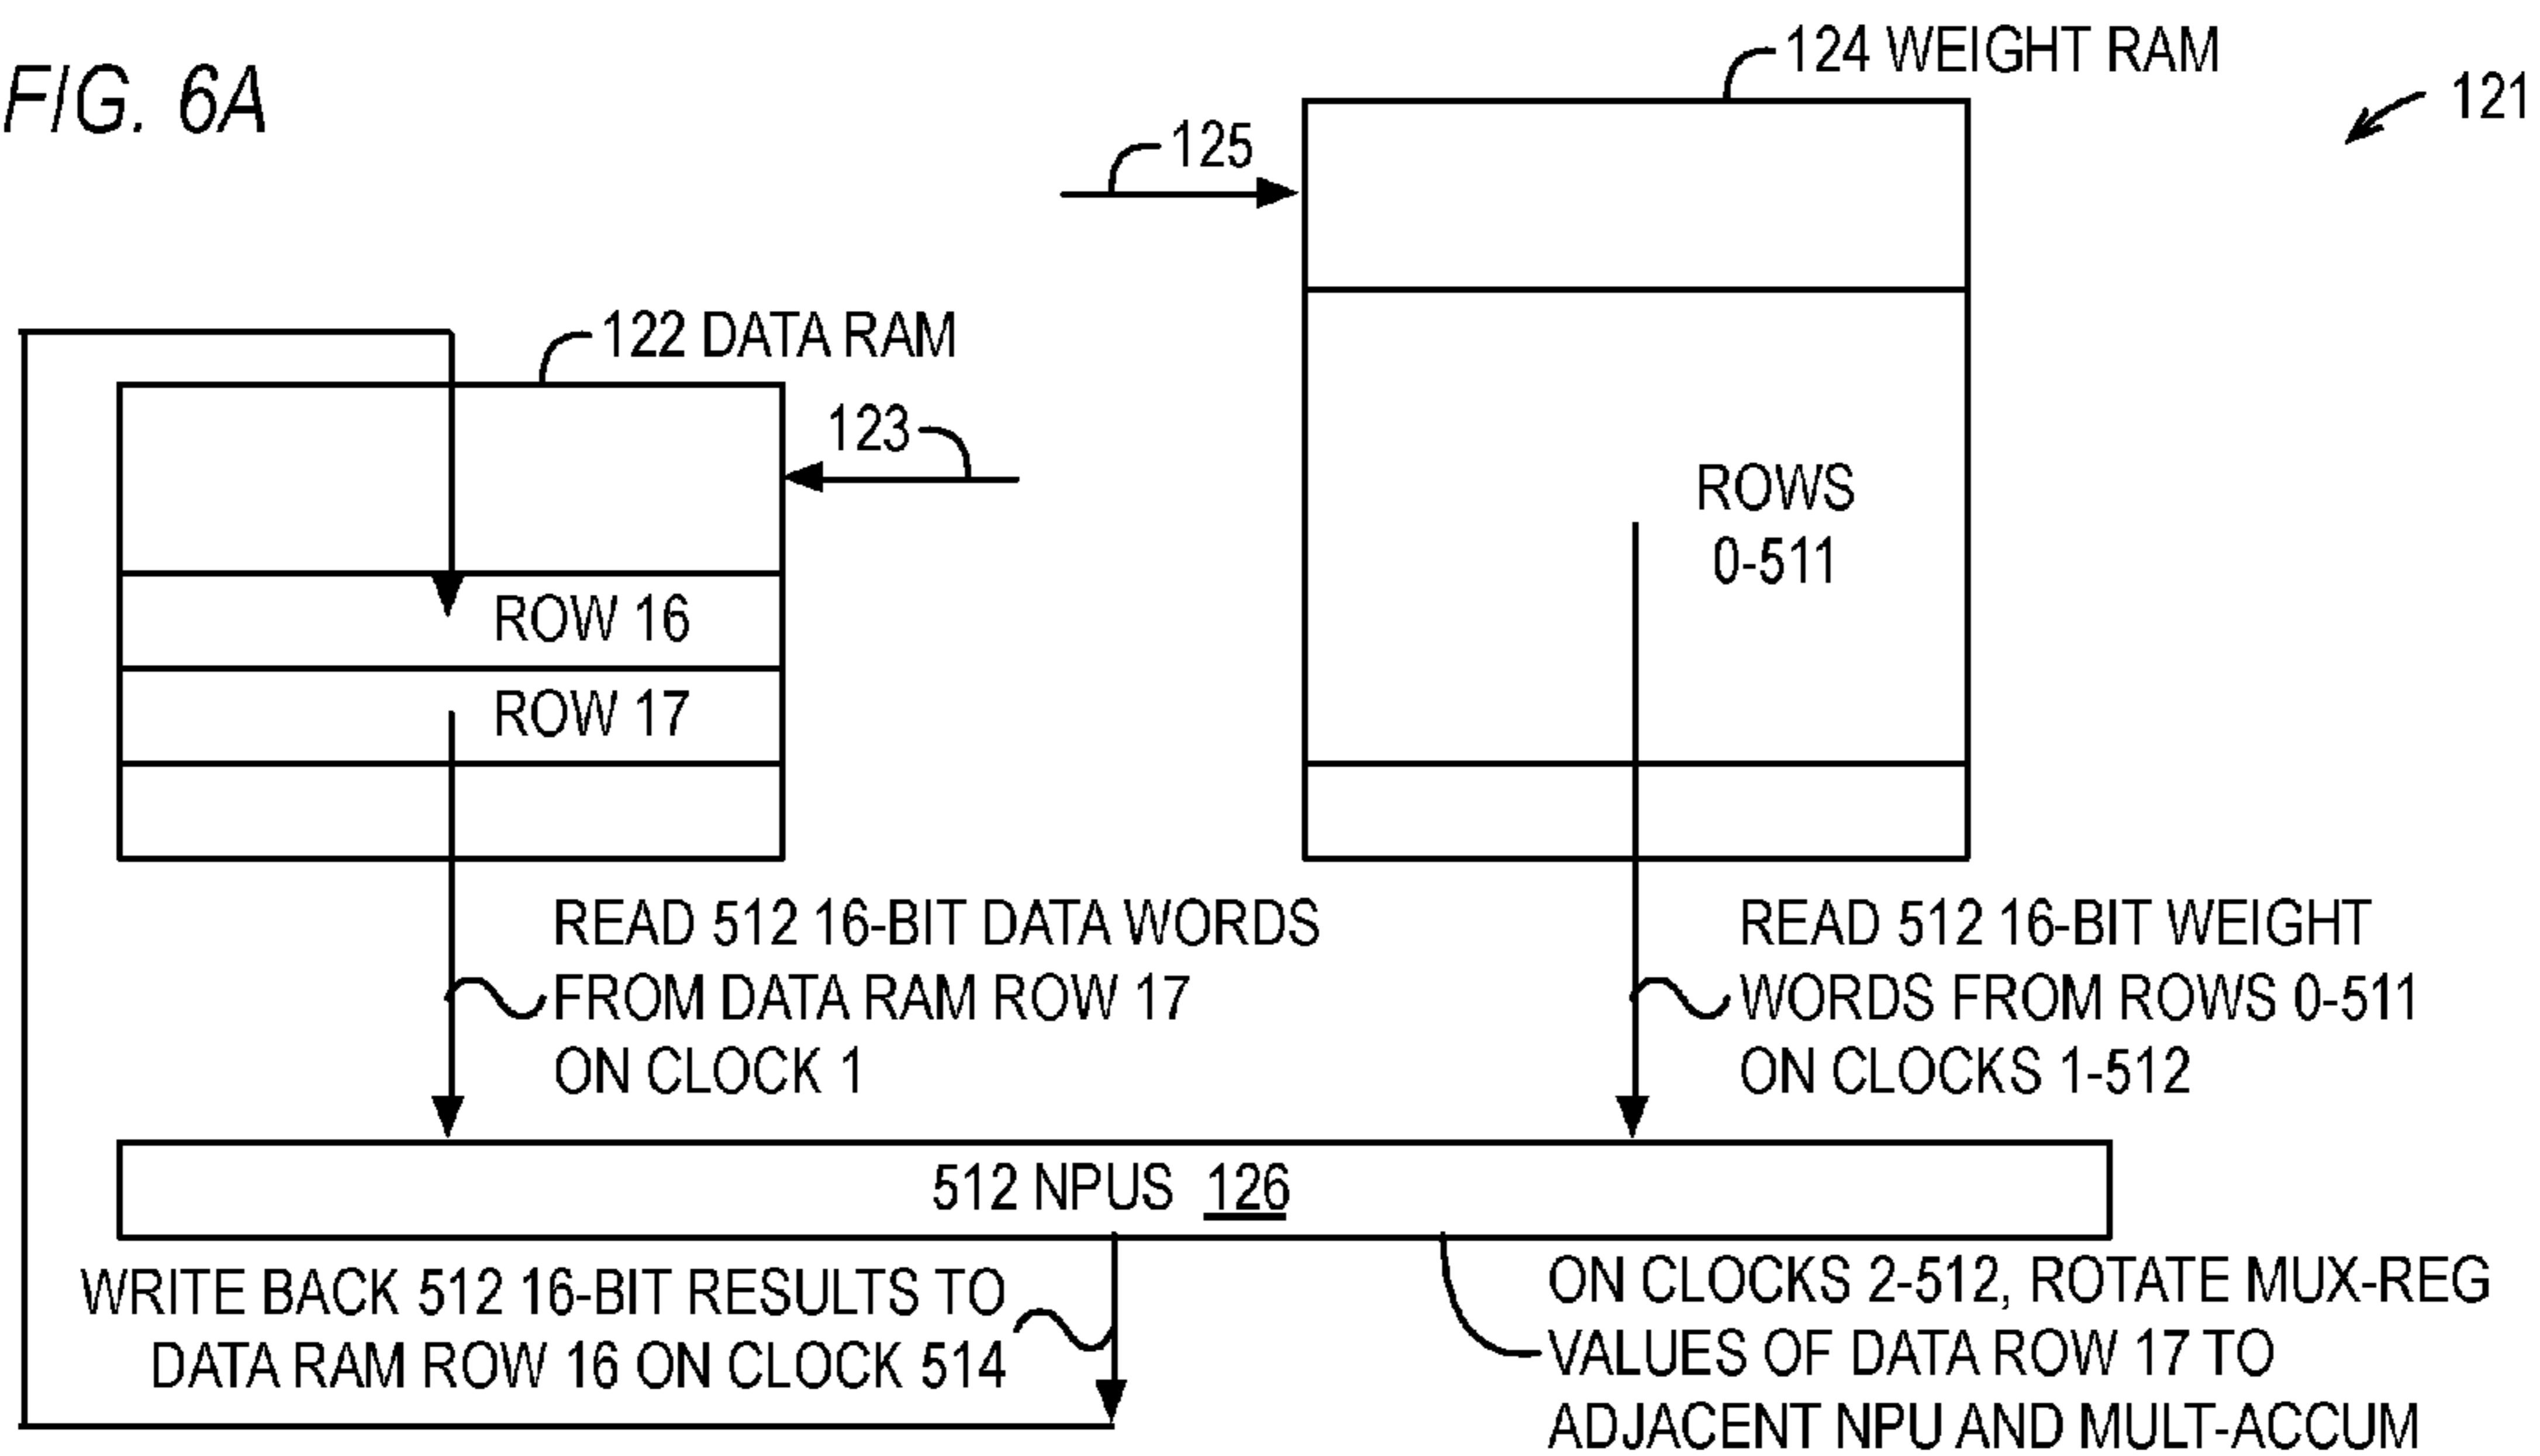 FIG. 6A
124 WEIGHT RAM
121
125
122 DATA RAM
123
ROWS
0-511
ROW 16
ROW 17
READ 512 16-BIT DATA WORDS
FROM DATA RAM ROW 17
ON CLOCK 1
READ 512 16-BIT WEIGHT
WORDS FROM ROWS 0-511
ON CLOCKS 1-512
512 NPUS 126
WRITE BACK 512 16-BIT RESULTS TO
DATA RAM ROW 16 ON CLOCK 514
ON CLOCKS 2-512, ROTATE MUX-REG
VALUES OF DATA ROW 17 TO
ADJACENT NPU AND MULT-ACCUM